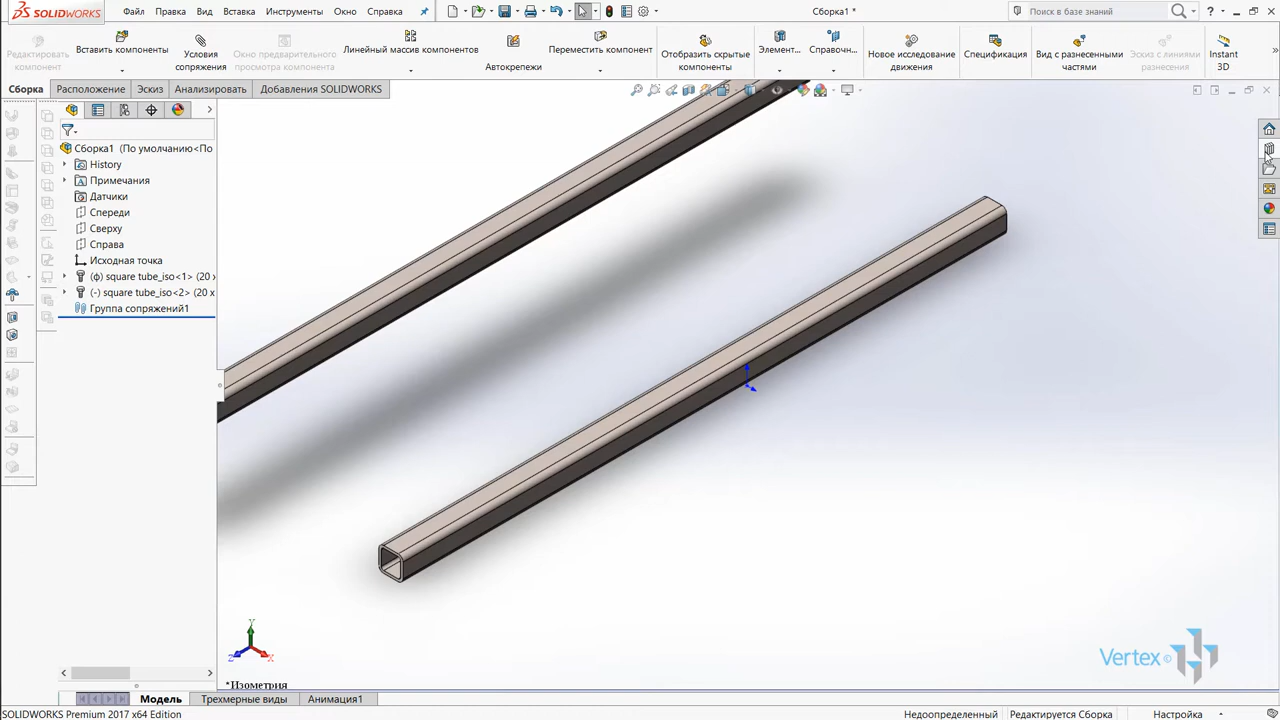 SOLIDWORKS Файл Правка Вид Вставка Инструменты Окно Справка Сборка1 * Поиск в базе знаний ?
Редактировать компонент
Вставить компоненты
Условия сопряжения
Окно предварительного просмотра компонента
Линейный массив компонентов
Автокрепежи
Переместить компонент
Отобразить скрытые компоненты
Элемент...
Справочн...
Новое исследование движения
Спецификация
Вид с разнесенными частями
Эскиз с линиями разнесения
Instant 3D
Сборка Расположение Эскиз Анализировать Добавления SOLIDWORKS
Сборка1 (По умолчанию<По
History
Примечания
Датчики
Спереди
Сверху
Справа
Исходная точка
(ф) square tube_iso<1> (20 x
(-) square tube_iso<2> (20 x
Группа сопряжений1
Y
Z X
*Изометрия
Vertex ©
Модель Трехмерные виды Анимация1
SOLIDWORKS Premium 2017 x64 Edition Недоопределенный Редактируется Сборка Настройка